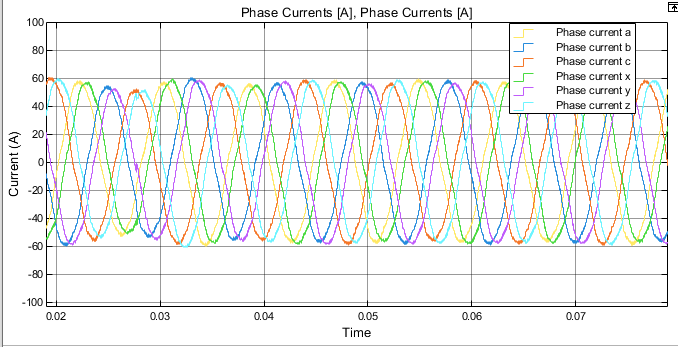 Phase Currents [A], Phase Currents [A]
100
80
60
40
20
0
-20
-40
-60
-80
-100
Current (A)
Phase current a
Phase current b
Phase current c
Phase current x
Phase current y
Phase current z
0.02
0.03
0.04
0.05
0.06
0.07
Time